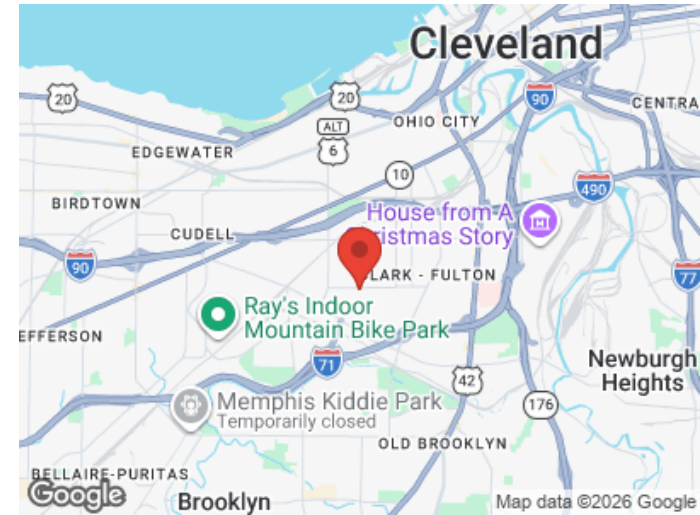 Cleveland
20
20
90
CENTRA
OHIO CITY
ALT
6
EDGEWATER
10
490
BIRDTOWN
House from A
ristmas Story
CUDELL
90
77
LARK - FULTON
Ray's Indoor
Mountain Bike Park
EFFERSON
71
Newburgh
Heights
42
Memphis Kiddie Park
Temporarily closed
176
OLD BROOKLYN
BELLAIRE-PURITAS
Google
Brooklyn
Map data ©2026 Google